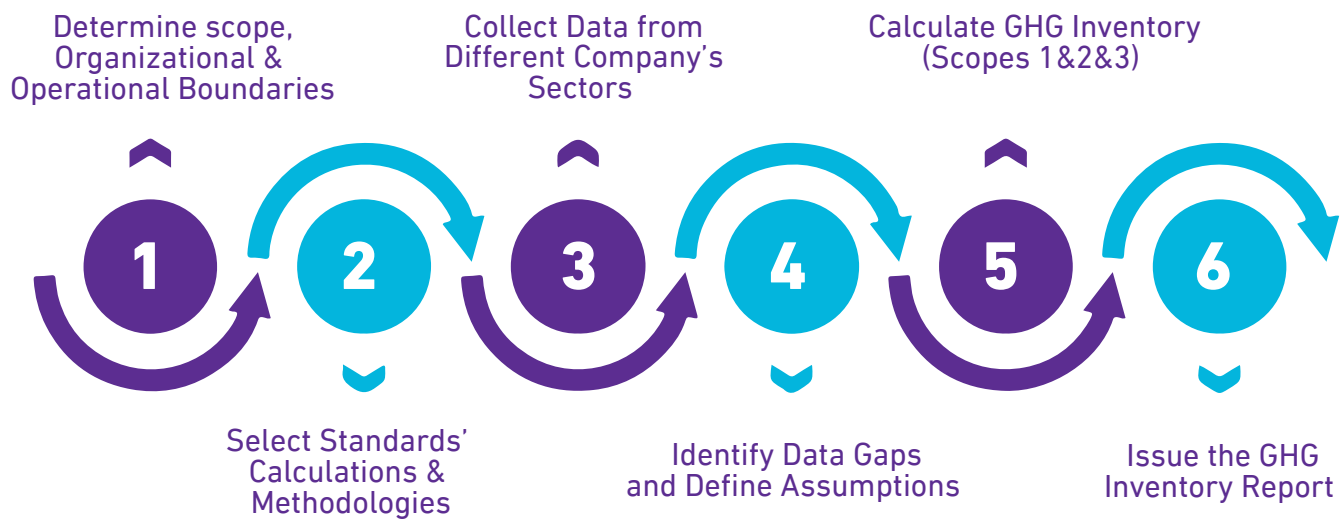 Determine scope,
Organizational &
Operational Boundaries
1
Select Standards’
Calculations &
Methodologies
2
Collect Data from
Different Company’s
Sectors
3
Identify Data Gaps
and Define Assumptions
4
Calculate GHG Inventory
(Scopes 1&2&3)
5
Issue the GHG
Inventory Report
6